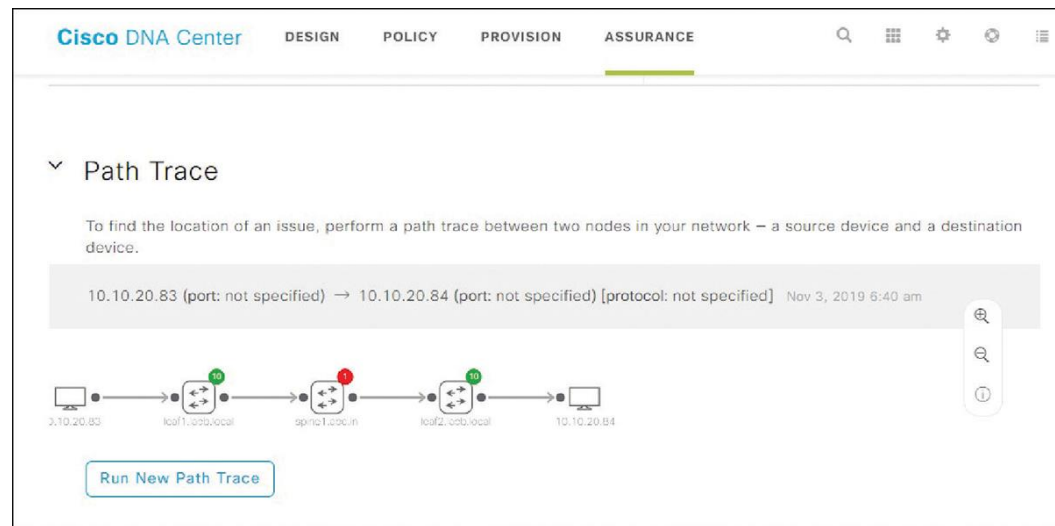 Cisco DNA Center DESIGN POLICY PROVISION ASSURANCE
Path Trace
To find the location of an issue, perform a path trace between two nodes in your network – a source device and a destination
device.
10.10.20.83 (port: not specified) → 10.10.20.84 (port: not specified) [protocol: not specified] Nov 3, 2019 6:40 am
10 1 10
10.10.20.84
Run New Path Trace